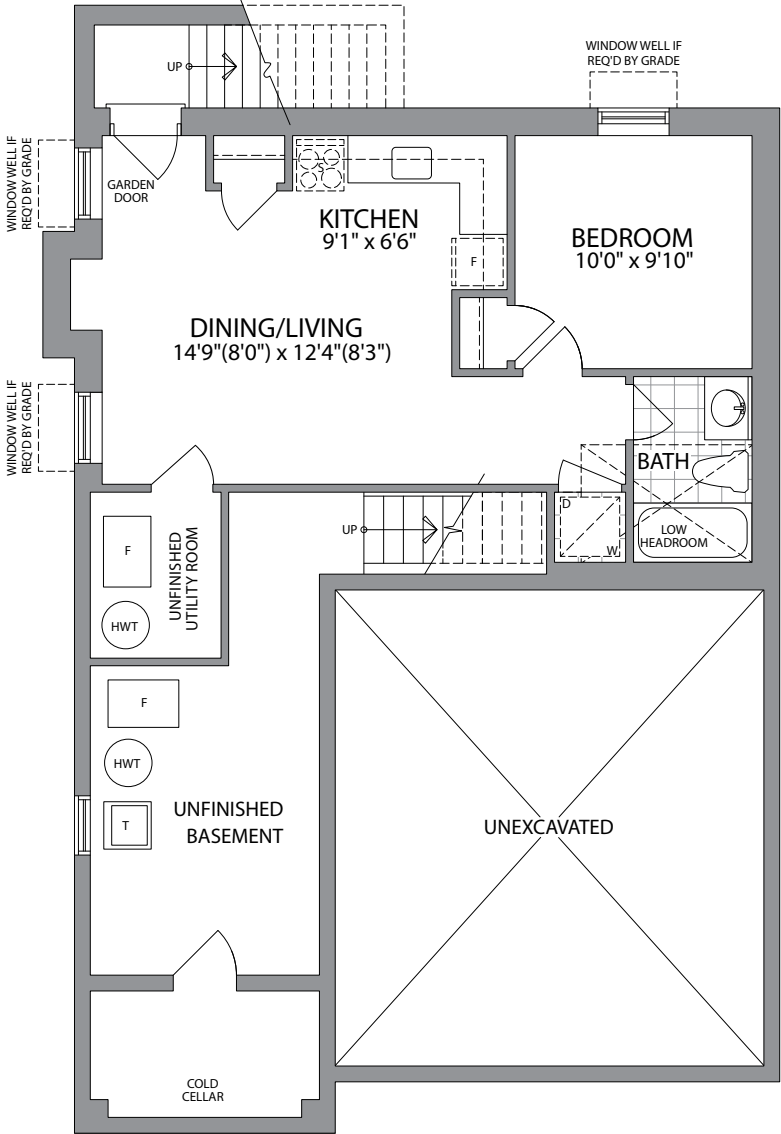 WINDOW WELL IF
REQ'D BY GRADE
UP
WINDOW WELL IF
REQ'D BY GRADE
GARDEN
DOOR
S
KITCHEN
9'1" x 6'6"
BEDROOM
10'0" x 9'10"
F
DINING/LIVING
14'9"(8'0") x 12'4"(8'3")
WINDOW WELL IF
REQ'D BY GRADE
BATH
D
W
LOW
HEADROOM
UP
F
UNFINISHED
UTILITY ROOM
HWT
F
HWT
T
UNFINISHED
BASEMENT
UNEXCAVATED
COLD
CELLAR